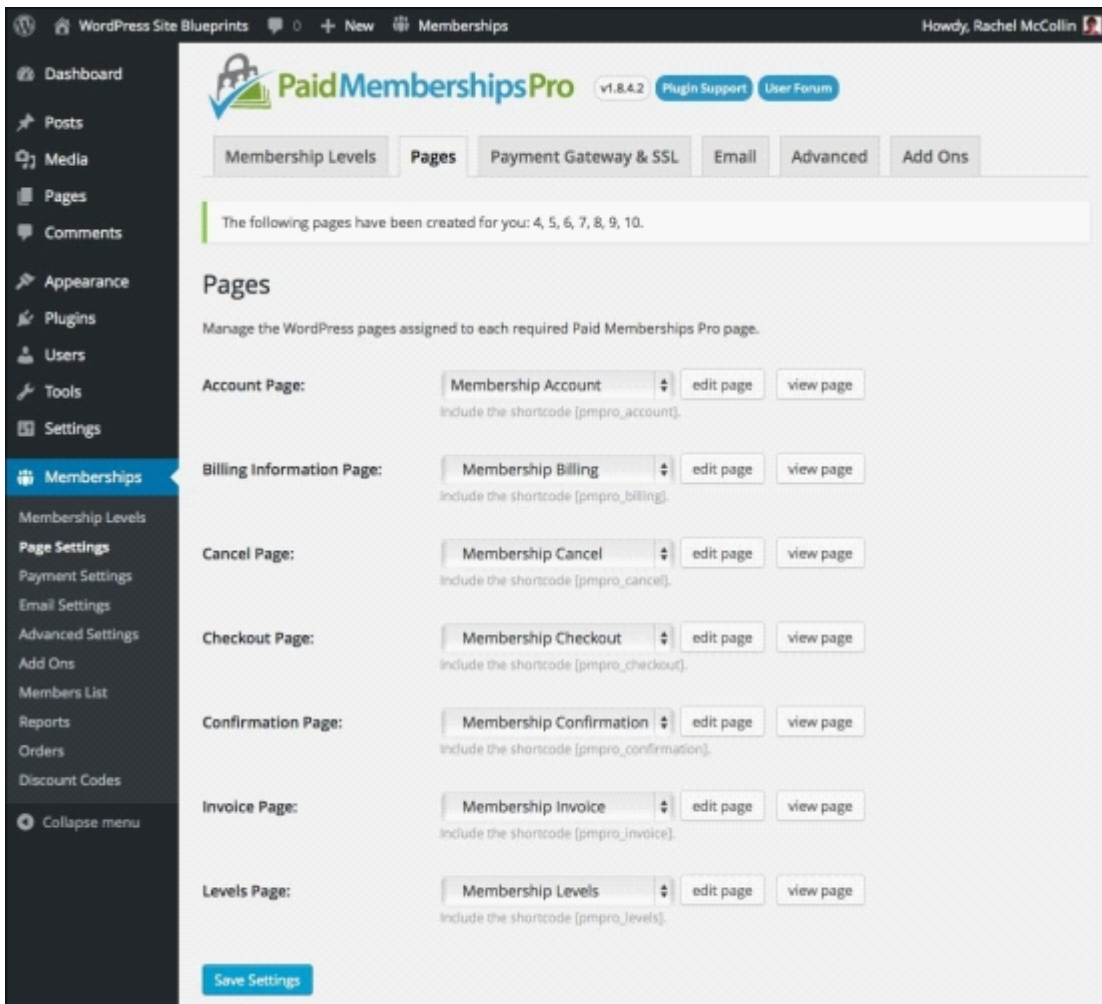 WordPress Site Blueprints 0 + New Memberships Howdy, Rachel McCollin
Dashboard
Posts
Media
Pages
Comments
Appearance
Plugins
Users
Tools
Settings
Memberships
Membership Levels
Page Settings
Payment Settings
Email Settings
Advanced Settings
Add Ons
Members List
Reports
Orders
Discount Codes
Collapse menu
PaidMembershipsPro v1.8.4.2 Plugin Support User Forum
Membership Levels Pages Payment Gateway & SSL Email Advanced Add Ons
The following pages have been created for you: 4, 5, 6, 7, 8, 9, 10.
Pages
Manage the WordPress pages assigned to each required Paid Memberships Pro page.
Account Page: Membership Account edit page view page
Include the shortcode [pmpro_account].
Billing Information Page: Membership Billing edit page view page
Include the shortcode [pmpro_billing].
Cancel Page: Membership Cancel edit page view page
Include the shortcode [pmpro_cancel].
Checkout Page: Membership Checkout edit page view page
Include the shortcode [pmpro_checkout].
Confirmation Page: Membership Confirmation edit page view page
Include the shortcode [pmpro_confirmation].
Invoice Page: Membership Invoice edit page view page
Include the shortcode [pmpro_invoice].
Levels Page: Membership Levels edit page view page
Include the shortcode [pmpro_levels].
Save Settings